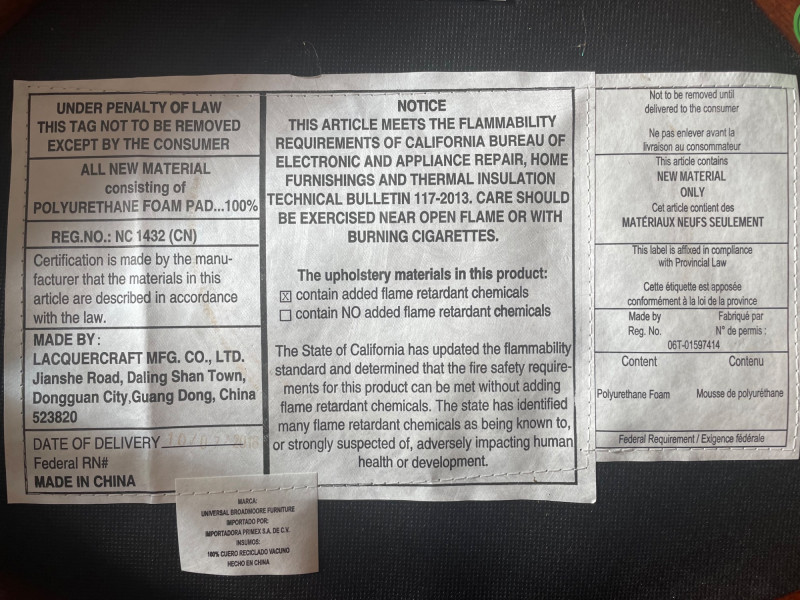 UNDER PENALTY OF LAW
THIS TAG NOT TO BE REMOVED
EXCEPT BY THE CONSUMER
ALL NEW MATERIAL
consisting of
POLYURETHANE FOAM PAD...100%
REG.NO.: NC 1432 (CN)
Certification is made by the manu-
facturer that the materials in this
article are described in accordance
with the law.
MADE BY :
LACQUERCRAFT MFG. CO., LTD.
Jianshe Road, Daling Shan Town,
Dongguan City,Guang Dong, China
523820
DATE OF DELIVERY
Federal RN#
MADE IN CHINA
NOTICE
THIS ARTICLE MEETS THE FLAMMABILITY
REQUIREMENTS OF CALIFORNIA BUREAU OF
ELECTRONIC AND APPLIANCE REPAIR, HOME
FURNISHINGS AND THERMAL INSULATION
TECHNICAL BULLETIN 117-2013. CARE SHOULD
BE EXERCISED NEAR OPEN FLAME OR WITH
BURNING CIGARETTES.
The upholstery materials in this product:
☒ contain added flame retardant chemicals
☐ contain NO added flame retardant chemicals
The State of California has updated the flammability
standard and determined that the fire safety require-
ments for this product can be met without adding
flame retardant chemicals. The state has identified
many flame retardant chemicals as being known to,
or strongly suspected of, adversely impacting human
health or development.
Not to be removed until
delivered to the consumer
Ne pas enlever avant la
livraison au consommateur
This article contains
NEW MATERIAL
ONLY
Cet article contient des
MATÉRIAUX NEUFS SEULEMENT
This label is affixed in compliance
with Provincial Law
Cette étiquette est apposée
conformément à la loi de la province
Made by Fabriqué par
Reg. No. N° de permis :
06T-01597414
Content Contenu
Polyurethane Foam Mousse de polyuréthane
Federal Requirement / Exigence fédérale
MARCA:
UNIVERSAL BROADMOORE FURNITURE
IMPORTADO POR:
IMPORTADORA PRIMEX S.A. DE C.V.
INSUMOS:
100% CUERO RECICLADO VACUNO
HECHO EN CHINA